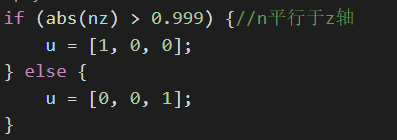 if (abs(nz) > 0.999) {//n平行于z轴
    u = [1, 0, 0];
} else {
    u = [0, 0, 1];
}